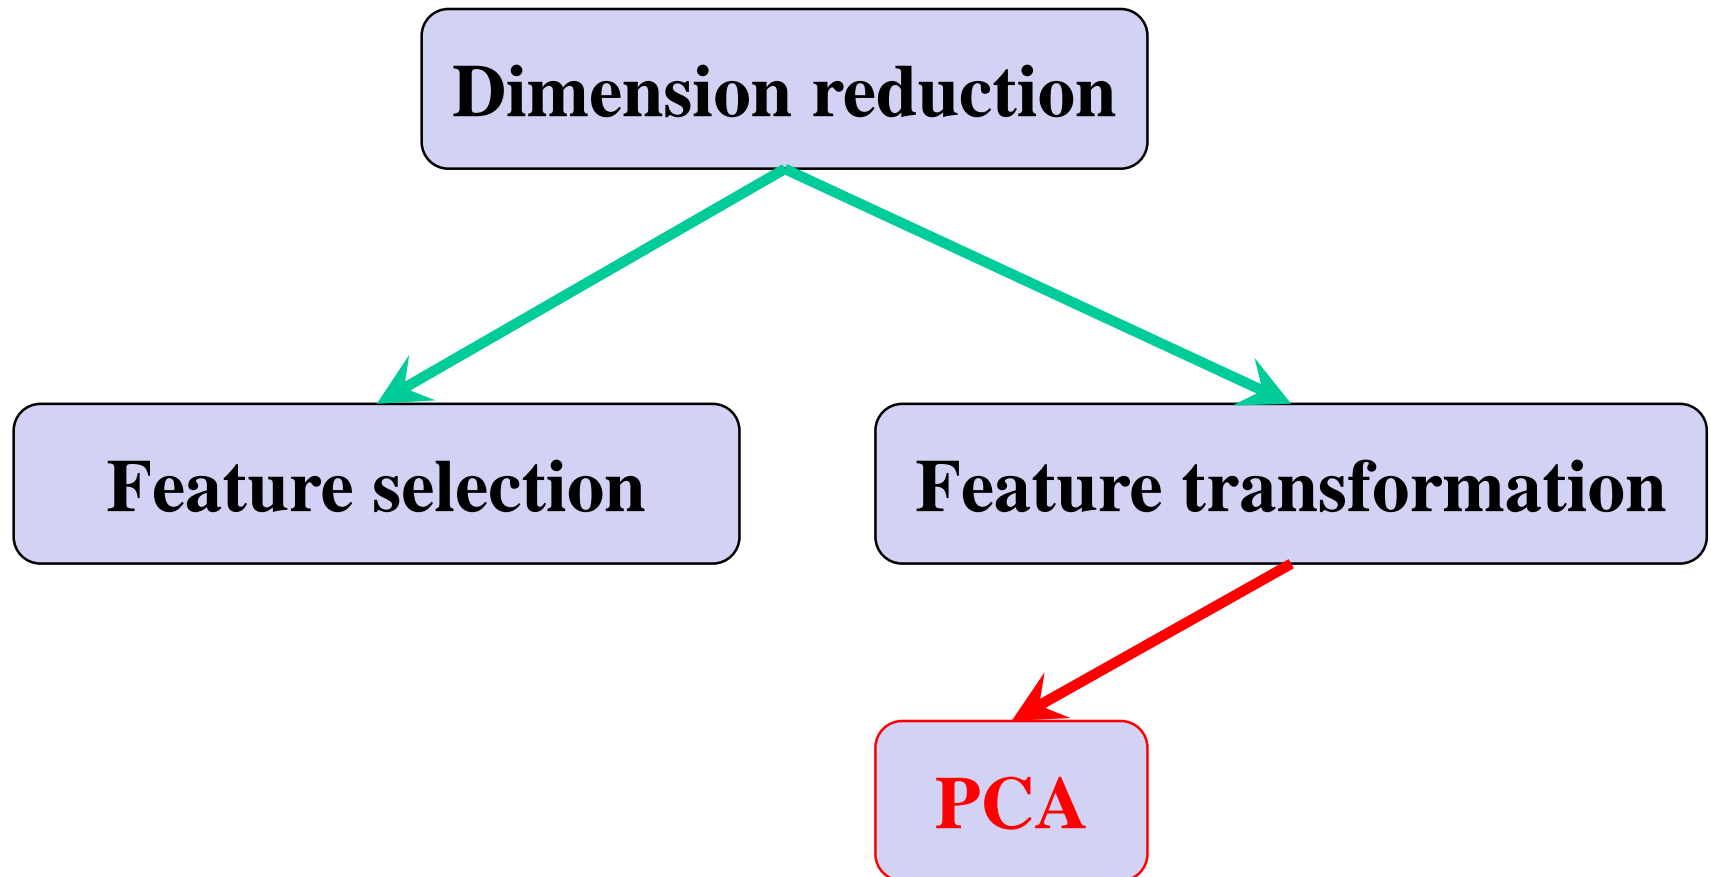 Dimension reduction
Feature selection
Feature transformation
PCA